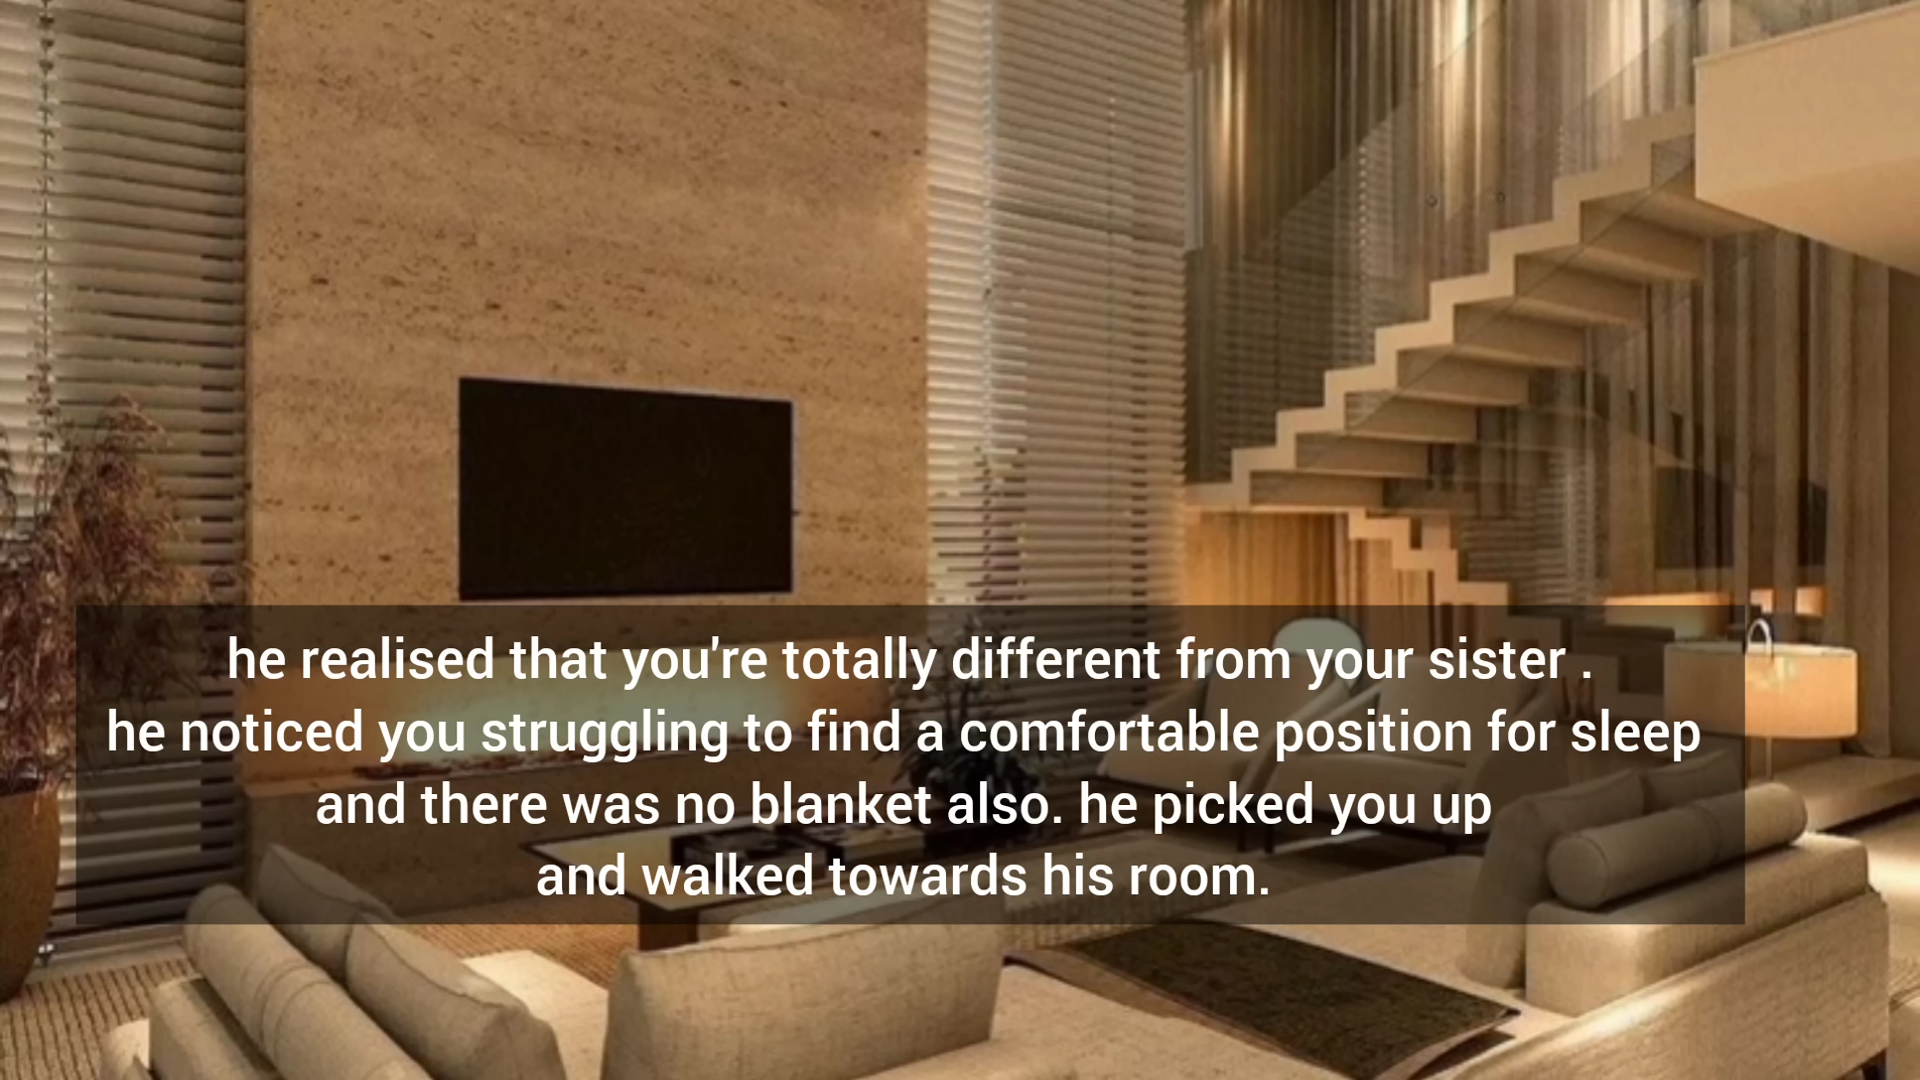 he realised that you're totally different from your sister .
he noticed you struggling to find a comfortable position for sleep
and there was no blanket also. he picked you up
and walked towards his room.